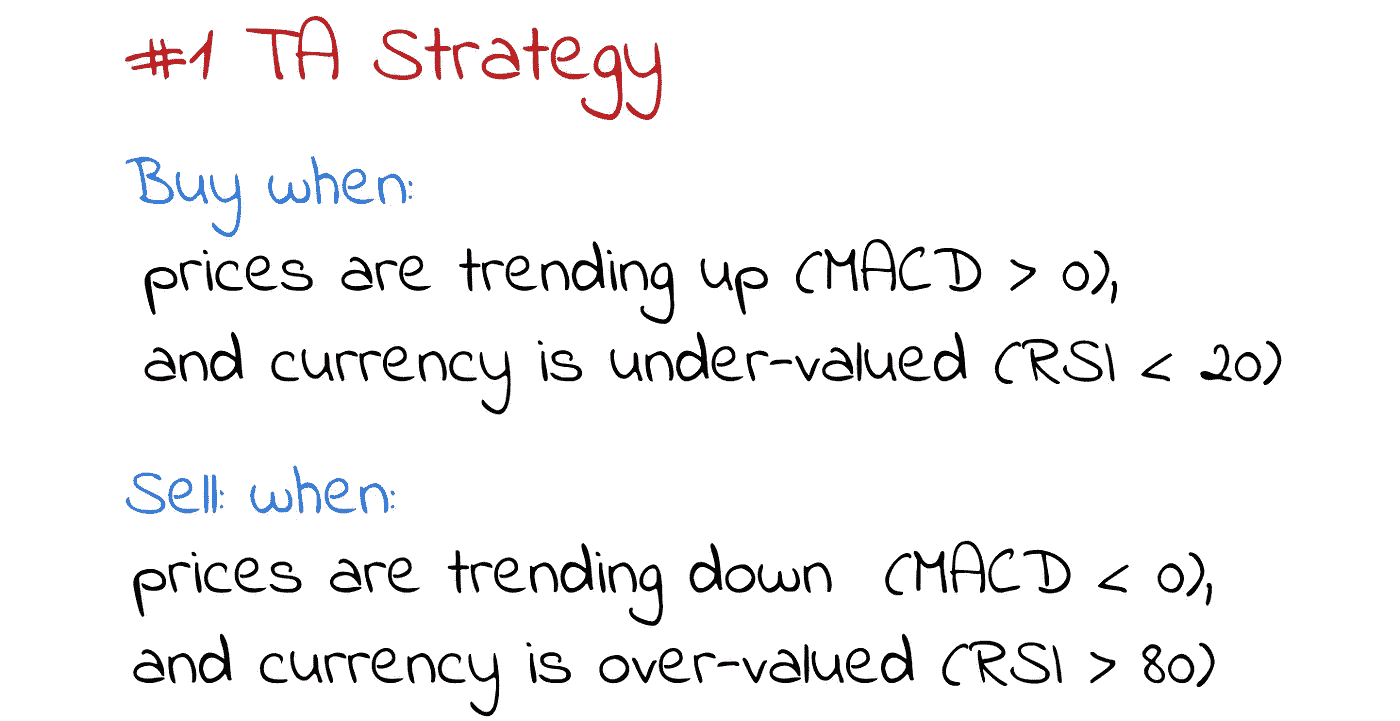 #1 TA Strategy
Buy when:
prices are trending up (MACD > 0),
and currency is under-valued (RSI < 20)
Sell: when:
prices are trending down (MACD < 0),
and currency is over-valued (RSI > 80)